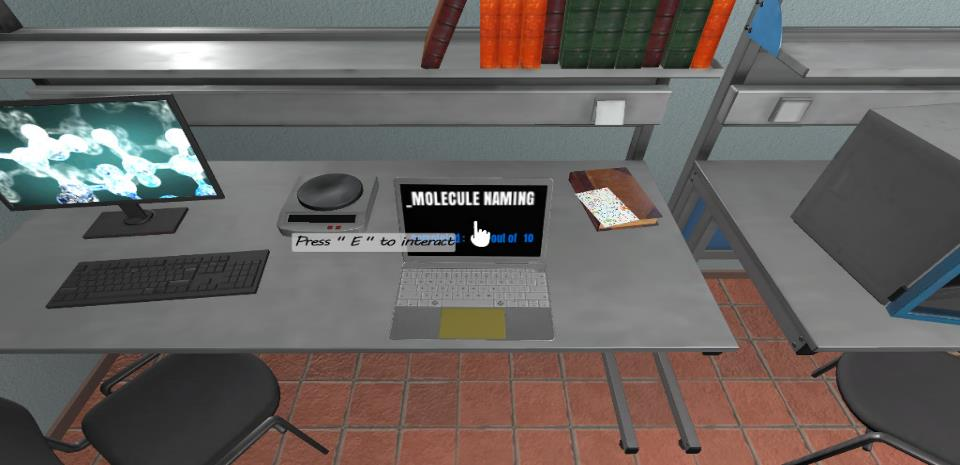 _MOLECULE NAMING
out of 10
Press " E " to interact